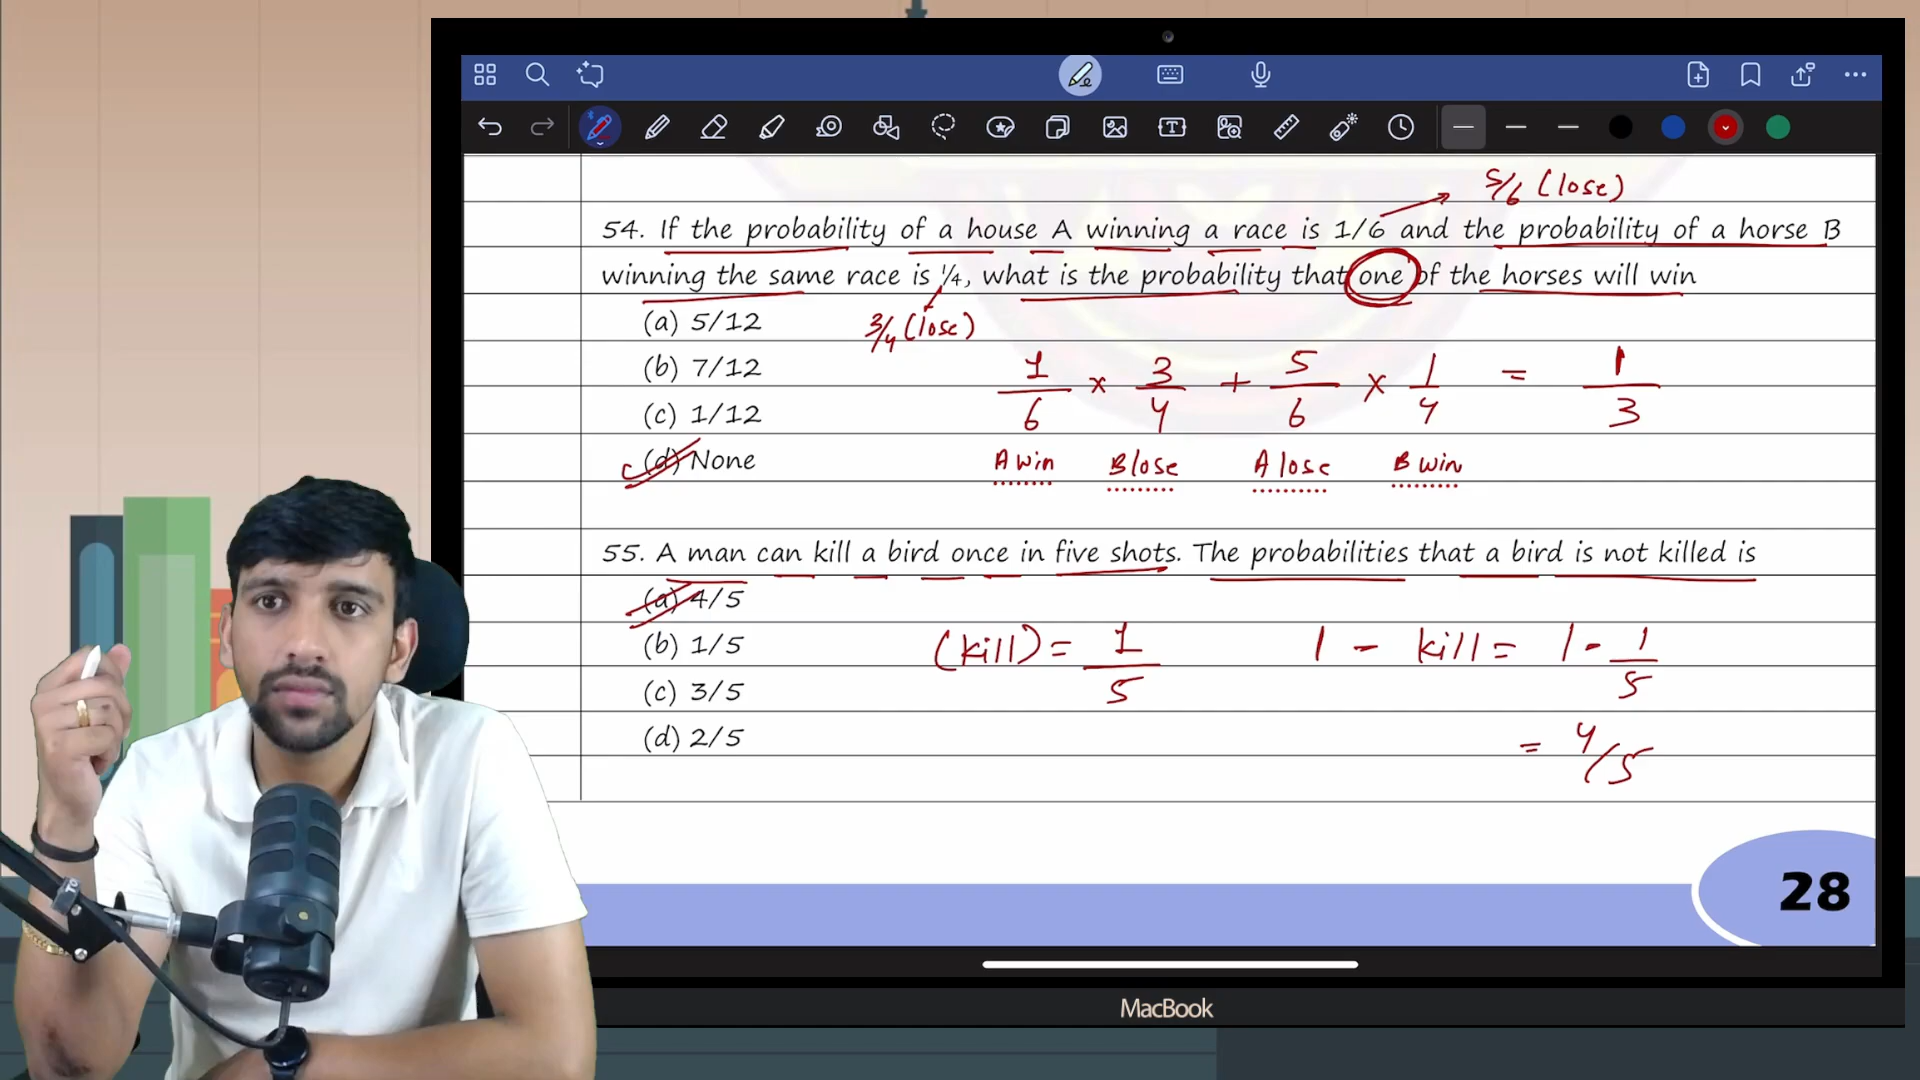 5/6 (lose)
54. If the probability of a house A winning a race is 1/6 and the probability of a horse B
winning the same race is ¼, what is the probability that one of the horses will win
(a) 5/12
3/4 (lose)
(b) 7/12
1/6 × 3/4 + 5/6 × 1/4 = 1/3
(c) 1/12
(d) None
A win B lose A lose B win
55. A man can kill a bird once in five shots. The probabilities that a bird is not killed is
(a) 4/5
(b) 1/5
(kill) = 1/5 1 - kill = 1 - 1/5
(c) 3/5
(d) 2/5
= 4/5
28
MacBook